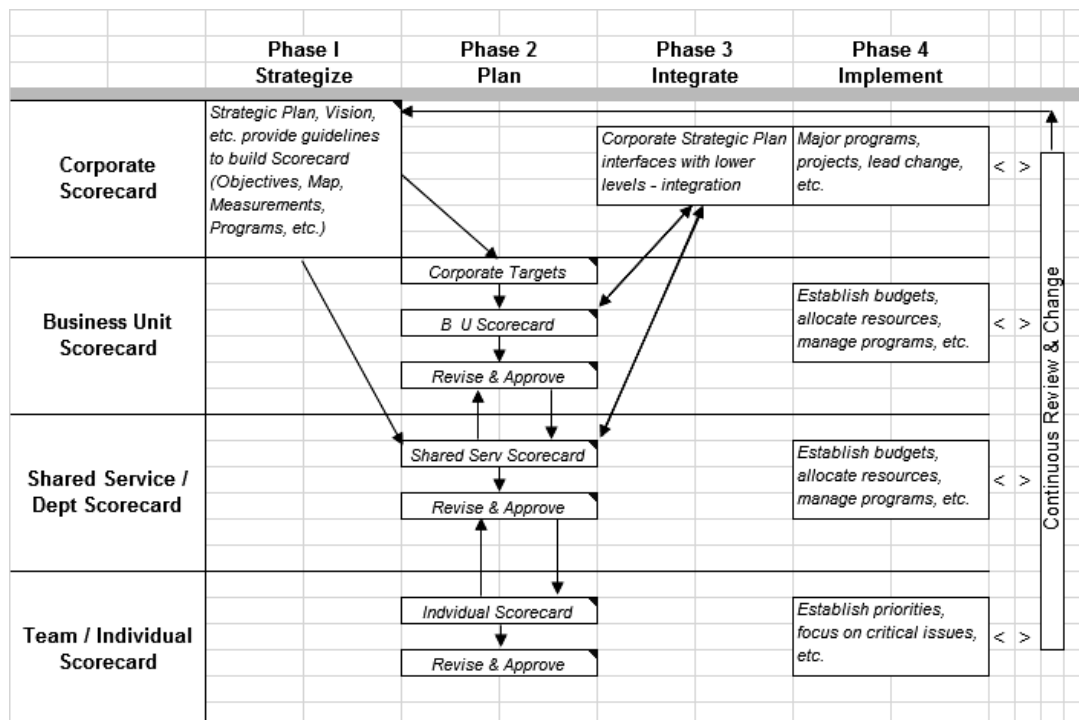 Phase I
Strategize
Phase 2
Plan
Phase 3
Integrate
Phase 4
Implement
Corporate
Scorecard
Strategic Plan, Vision,
etc. provide guidelines
to build Scorecard
(Objectives, Map,
Measurements,
Programs, etc.)
Corporate Strategic Plan
interfaces with lower
levels - integration
Major programs,
projects, lead change,
etc.
< >
Business Unit
Scorecard
Corporate Targets
B U Scorecard
Revise & Approve
Establish budgets,
allocate resources,
manage programs, etc.
< >
Shared Service /
Dept Scorecard
Shared Serv Scorecard
Revise & Approve
Establish budgets,
allocate resources,
manage programs, etc.
< >
Team / Individual
Scorecard
Indvidual Scorecard
Revise & Approve
Establish priorities,
focus on critical issues,
etc.
< >
Continuous Review & Change